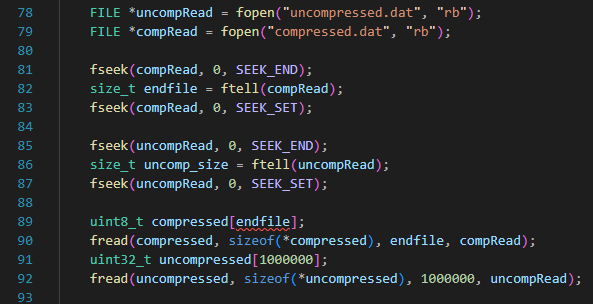 78 FILE *uncompRead = fopen("uncompressed.dat", "rb");
79 FILE *compRead = fopen("compressed.dat", "rb");
80
81 fseek(compRead, 0, SEEK_END);
82 size_t endfile = ftell(compRead);
83 fseek(compRead, 0, SEEK_SET);
84
85 fseek(uncompRead, 0, SEEK_END);
86 size_t uncomp_size = ftell(uncompRead);
87 fseek(uncompRead, 0, SEEK_SET);
88
89 uint8_t compressed[endfile];
90 fread(compressed, sizeof(*compressed), endfile, compRead);
91 uint32_t uncompressed[1000000];
92 fread(uncompressed, sizeof(*uncompressed), 1000000, uncompRead);
93